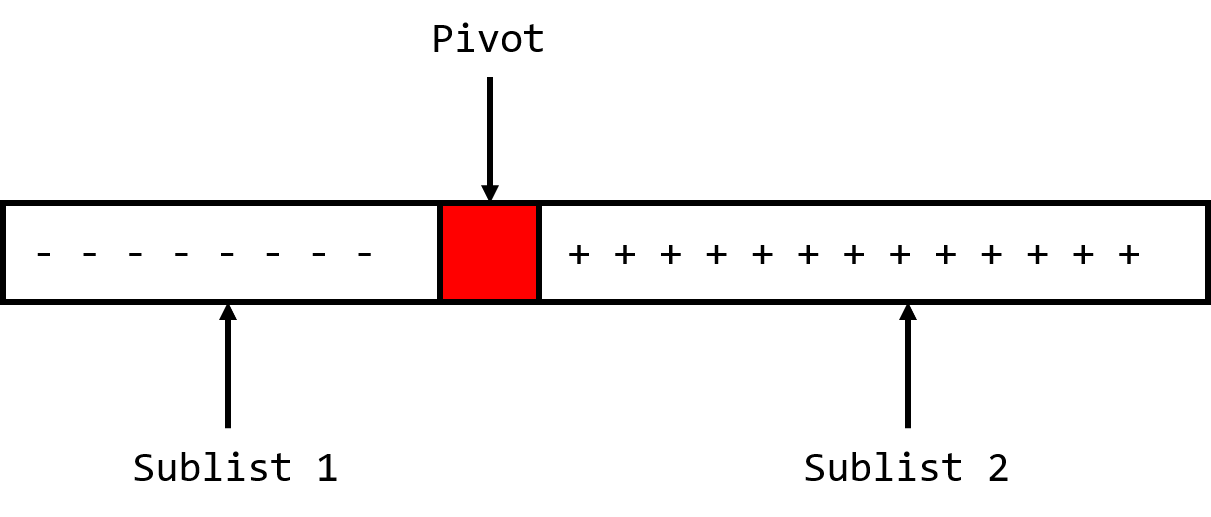 Pivot
- - - - - - - - + + + + + + + + + + + + +
Sublist 1 Sublist 2